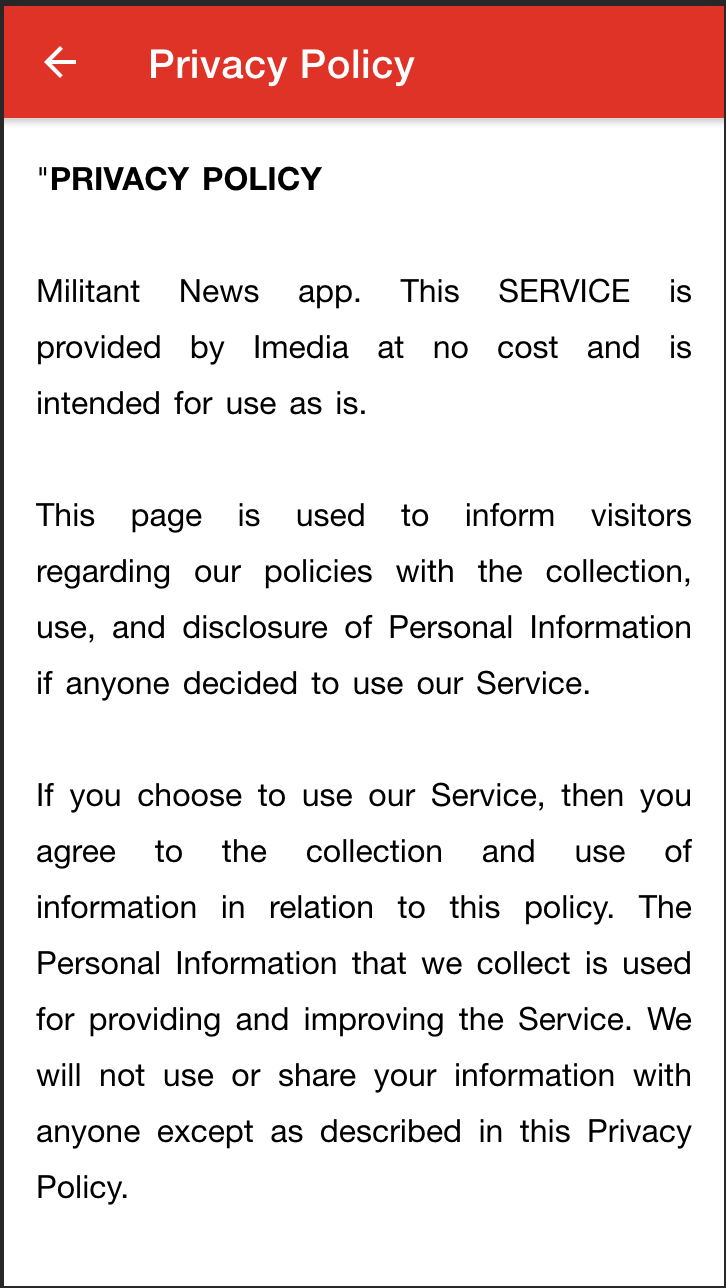 Privacy Policy
"PRIVACY POLICY
Militant News app. This SERVICE is
provided by Imedia at no cost and is
intended for use as is.
This page is used to inform visitors
regarding our policies with the collection,
use, and disclosure of Personal Information
if anyone decided to use our Service.
If you choose to use our Service, then you
agree to the collection and use of
information in relation to this policy. The
Personal Information that we collect is used
for providing and improving the Service. We
will not use or share your information with
anyone except as described in this Privacy
Policy.